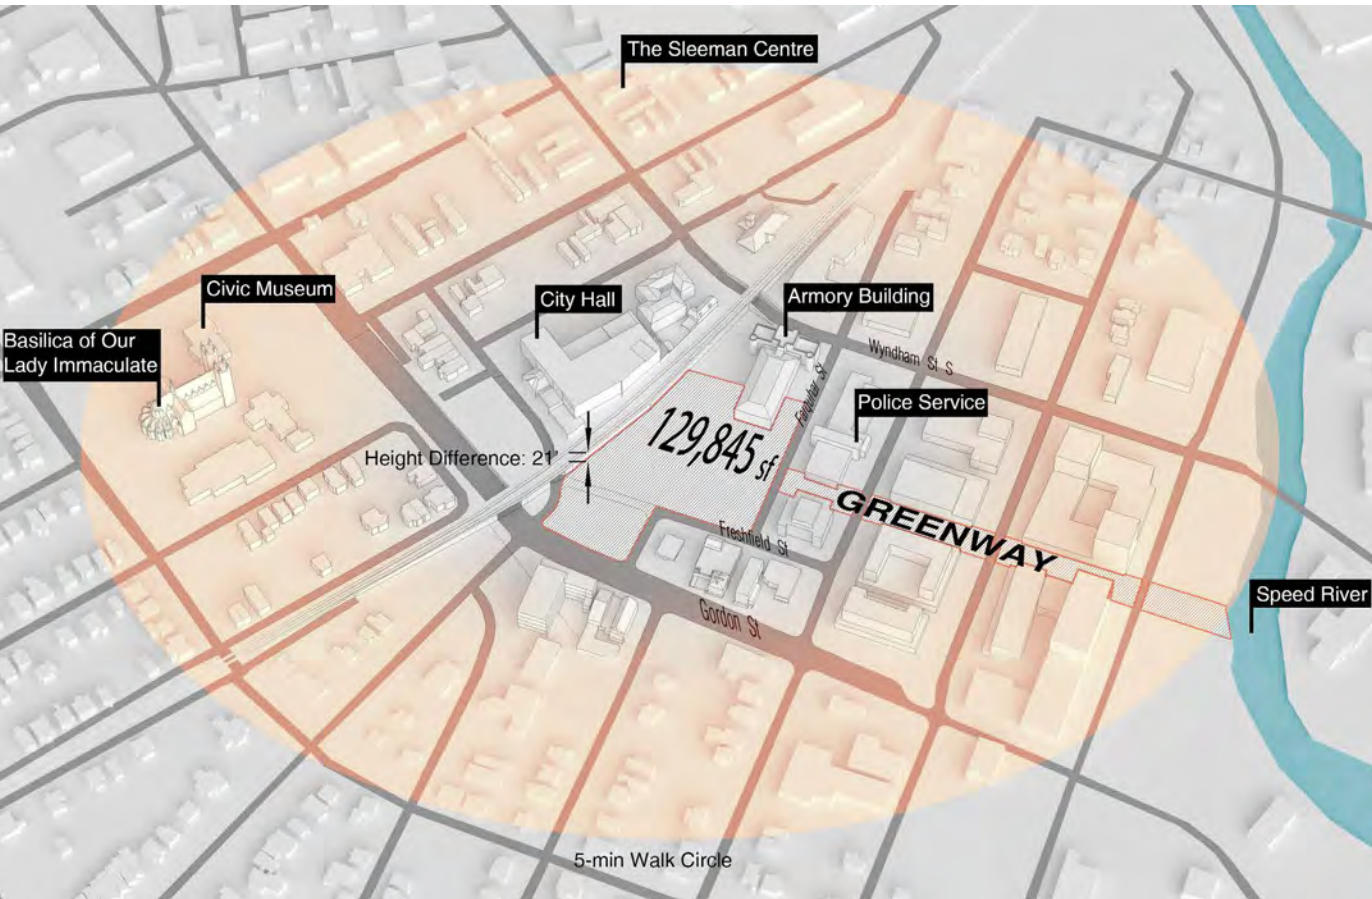 The Sleeman Centre
Civic Museum
City Hall
Armory Building
Basilica of Our
Lady Immaculate
Wyndham St S
Farquhar St
Police Service
129,845 sf
Height Difference: 21'
GREENWAY
Freshfield St
Speed River
Gordon St
5-min Walk Circle